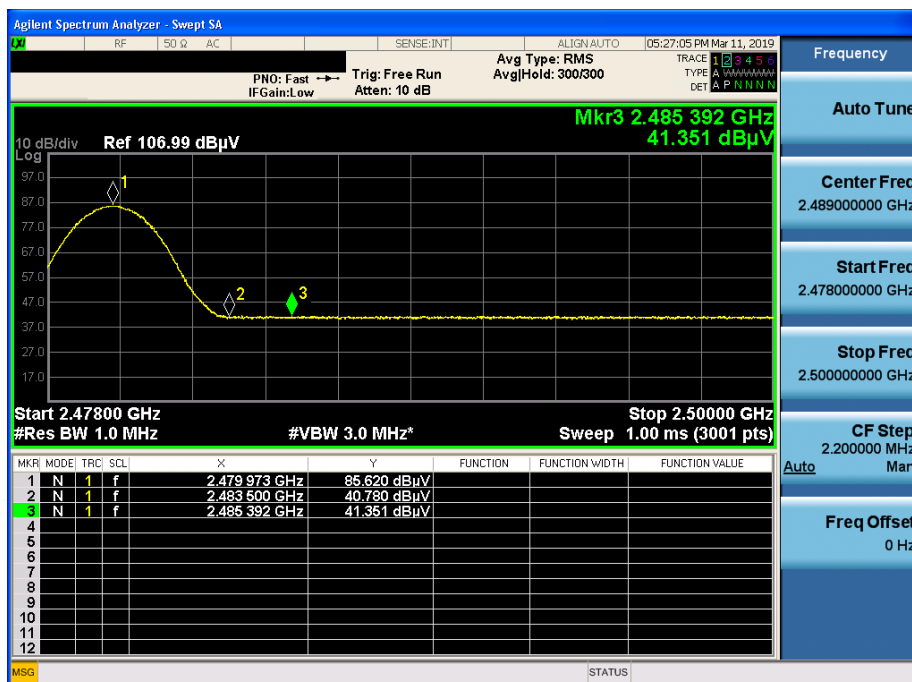 Agilent Spectrum Analyzer - Swept SA
LXI RF 50 Ω AC SENSE:INT ALIGN AUTO 05:27:05 PM Mar 11, 2019
PNO: Fast
IFGain:Low
Trig: Free Run
Atten: 10 dB
Avg Type: RMS
Avg|Hold: 300/300
TRACE 1 2 3 4 5 6
TYPE A WWWWW
DET A P N N N N
Mkr3 2.485 392 GHz
41.351 dBµV
10 dB/div Ref 106.99 dBµV
Log
97.0
87.0
77.0
67.0
57.0
47.0
37.0
27.0
17.0
1
2
3
Start 2.47800 GHz Stop 2.50000 GHz
#Res BW 1.0 MHz #VBW 3.0 MHz* Sweep 1.00 ms (3001 pts)
MKR MODE TRC SCL X Y FUNCTION FUNCTION WIDTH FUNCTION VALUE
1 N 1 f 2.479 973 GHz 85.620 dBµV
2 N 1 f 2.483 500 GHz 40.780 dBµV
3 N 1 f 2.485 392 GHz 41.351 dBµV
4
5
6
7
8
9
10
11
12
MSG STATUS
Frequency
Auto Tune
Center Freq
2.489000000 GHz
Start Freq
2.478000000 GHz
Stop Freq
2.500000000 GHz
CF Step
2.200000 MHz
Auto Man
Freq Offset
0 Hz